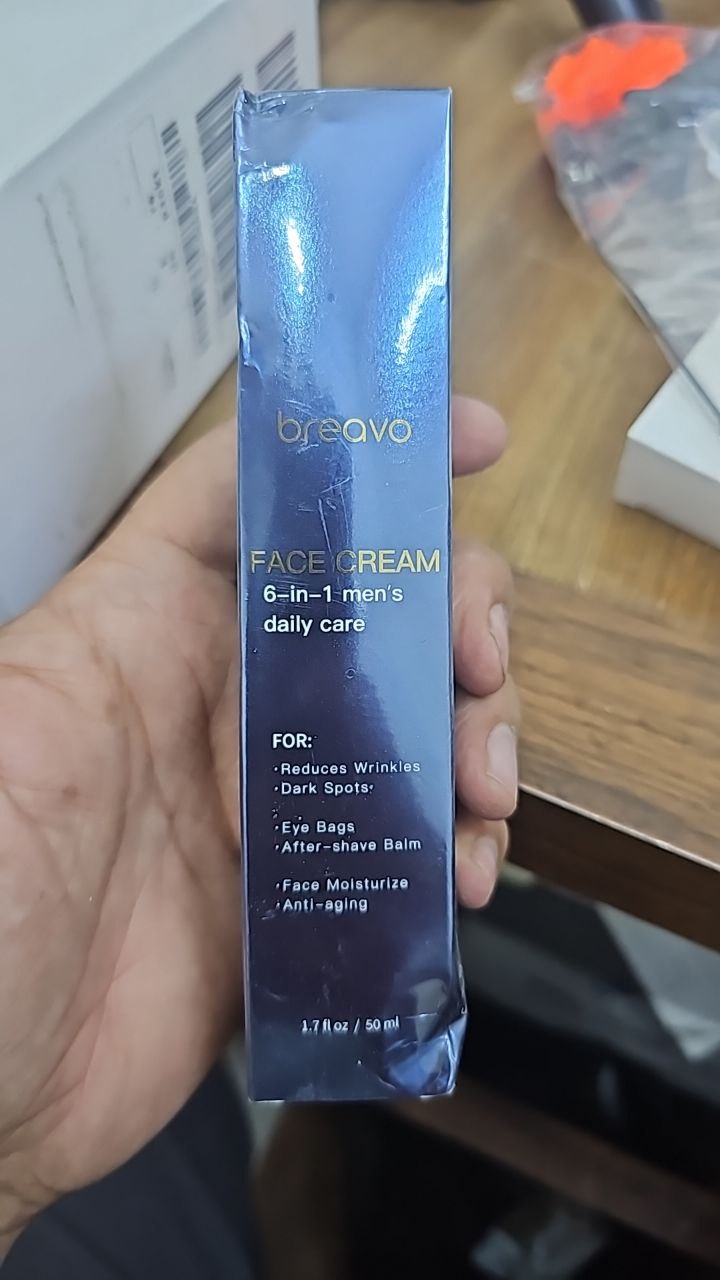 breavo
FACE CREAM
6-in-1 men's
daily care
FOR:
·Reduces Wrinkles
·Dark Spots·
·Eye Bags
·After-shave Balm
·Face Moisturize
·Anti-aging
1.7 fl oz / 50 ml